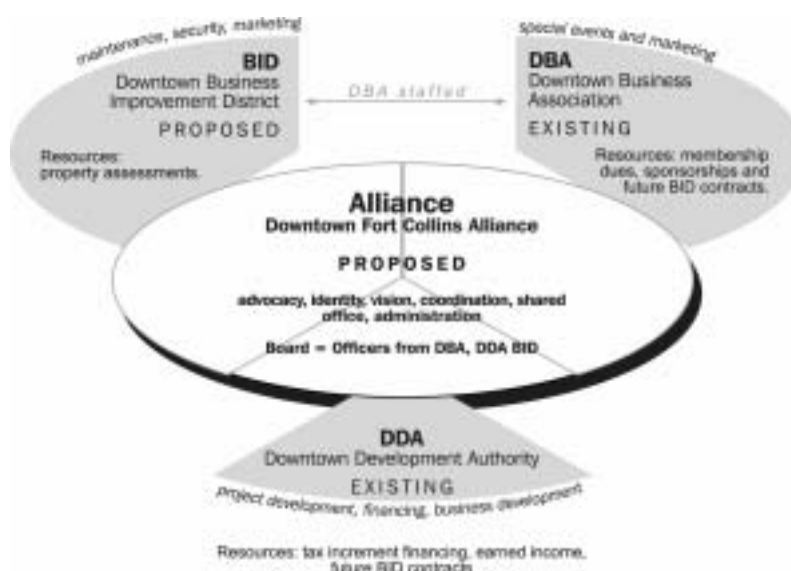 maintenance, security, marketing
BID
Downtown Business
Improvement District
PROPOSED
Resources:
property assessments.
DBA staffed
special events and marketing
DBA
Downtown Business
Association
EXISTING
Resources: membership
dues, sponsorships and
future BID contracts.
Alliance
Downtown Fort Collins Alliance
PROPOSED
advocacy, identity, vision, coordination, shared
office, administration
Board = Officers from DBA, DDA BID
DDA
Downtown Development Authority
EXISTING
project development, financing, business development
Resources: tax increment financing, earned income,
future BID contracts